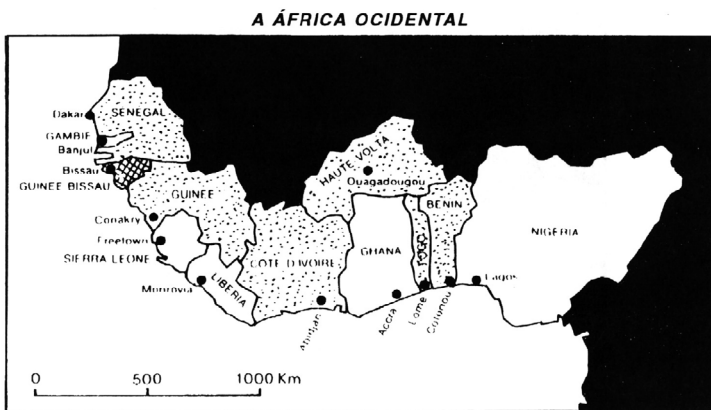 A ÁFRICA OCIDENTAL
Dakar
SENEGAL
GAMBIE
Banjul
Bissau
GUINEE BISSAU
GUINEE
Conakry
Freetown
SIERRA LEONE
Monrovia
LIBERIA
COTE D'IVOIRE
Abidjan
HAUTE VOLTA
Ouagadougou
GHANA
Accra
TOGO
Lome
BENIN
Cotonou
NIGERIA
Lagos
0 500 1000 Km